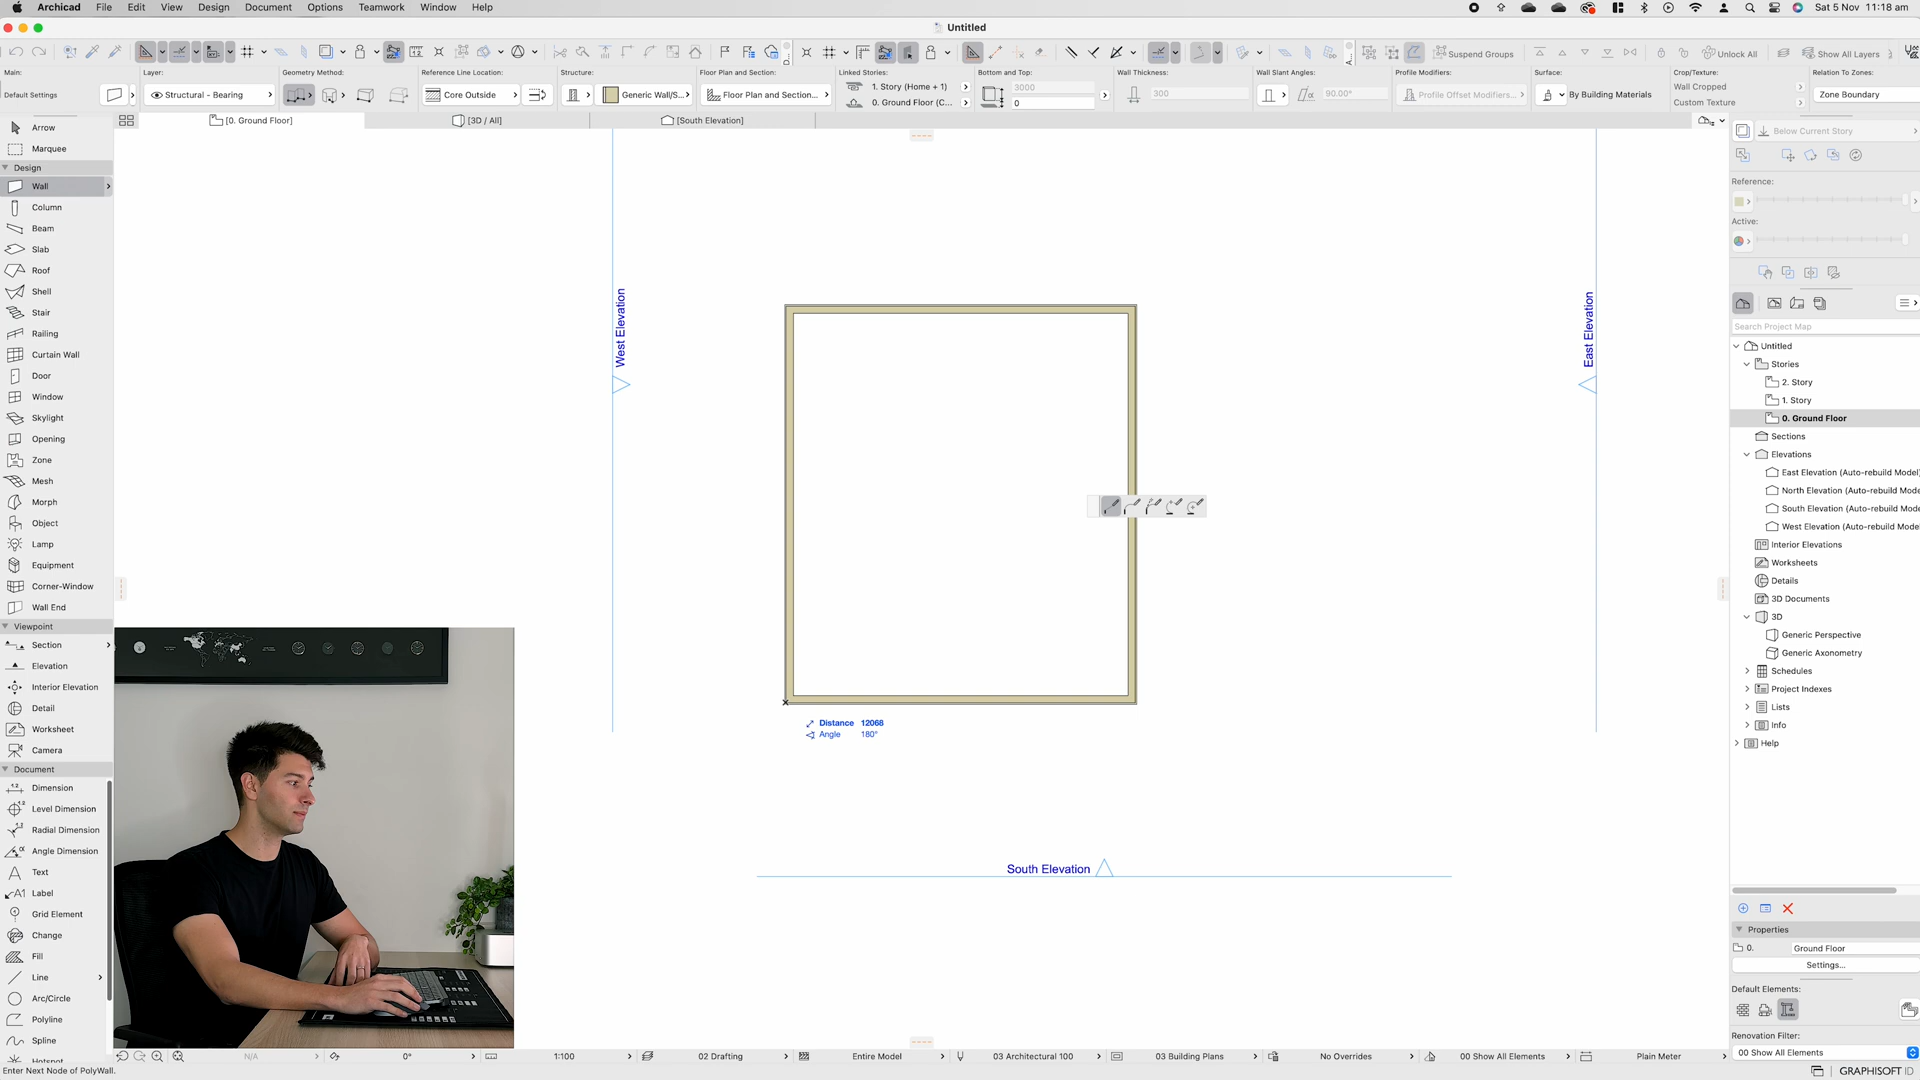 Archicad File Edit View Design Document Options Teamwork Window Help
Sat 5 Nov 11:18 am
Untitled
Suspend Groups
Unlock All
Show All Layers
Main:
Layer:
Geometry Method:
Reference Line Location:
Structure:
Floor Plan and Section:
Linked Stories:
Bottom and Top:
Wall Thickness:
Wall Slant Angles:
Profile Modifiers:
Surface:
Crop/Texture:
Relation To Zones:
Default Settings
Structural - Bearing
Core Outside
Generic Wall/S...
Floor Plan and Section...
1. Story (Home + 1)
0. Ground Floor (C...
3000
0
300
90.00°
Profile Offset Modifiers...
By Building Materials
Wall Cropped
Custom Texture
Zone Boundary
[0. Ground Floor]
[3D / All]
[South Elevation]
Arrow
Marquee
Design
Wall
Column
Beam
Slab
Roof
Shell
Stair
Railing
Curtain Wall
Door
Window
Skylight
Opening
Zone
Mesh
Morph
Object
Lamp
Equipment
Corner-Window
Wall End
Viewpoint
Section
Elevation
Interior Elevation
Detail
Worksheet
Camera
Document
Dimension
Level Dimension
Radial Dimension
Angle Dimension
Text
A1 Label
Grid Element
Change
Fill
Line
Arc/Circle
Polyline
Spline
Hotspot
West Elevation
East Elevation
Distance 12068
Angle 180°
South Elevation
Below Current Story
Reference:
Active:
Search Project Map
Untitled
Stories
2. Story
1. Story
0. Ground Floor
Sections
Elevations
East Elevation (Auto-rebuild Model)
North Elevation (Auto-rebuild Mode
South Elevation (Auto-rebuild Mode
West Elevation (Auto-rebuild Mode
Interior Elevations
Worksheets
Details
3D Documents
3D
Generic Perspective
Generic Axonometry
Schedules
Project Indexes
Lists
Info
Help
Properties
0. Ground Floor
Settings...
Default Elements:
Renovation Filter:
00 Show All Elements
N/A
0°
1:100
02 Drafting
Entire Model
03 Architectural 100
03 Building Plans
No Overrides
00 Show All Elements
Plain Meter
Enter Next Node of PolyWall.
GRAPHISOFT ID